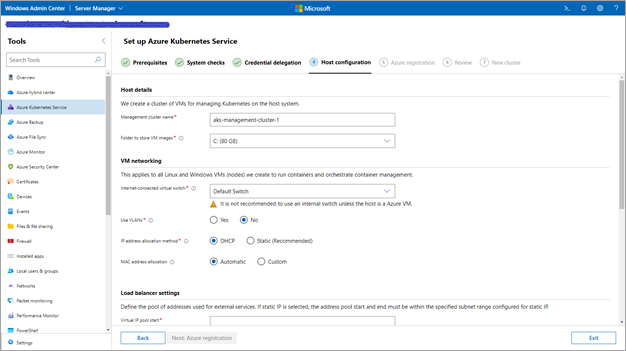 Windows Admin Center
Server Manager
Microsoft
Tools
Search Tools
Overview
Azure hybrid center
Azure Kubernetes Service
Azure Backup
Azure File Sync
Azure Monitor
Azure Security Center
Certificates
Devices
Events
Files & file sharing
Firewall
Installed apps
Local users & groups
Networks
Packet monitoring
Performance Monitor
PowerShell
Settings
Set up Azure Kubernetes Service
Prerequisites
System checks
Credential delegation
4 Host configuration
5 Azure registration
6 Review
7 New cluster
Host details
We create a cluster of VMs for managing Kubernetes on the host system.
Management cluster name *
aks-management-cluster-1
Folder to store VM images *
C: (80 GB)
VM networking
This applies to all Linux and Windows VMs (nodes) we create to run containers and orchestrate container management.
Internet-connected virtual switch *
Default Switch
It is not recommended to use an internal switch unless the host is a Azure VM.
Use VLANs *
Yes
No
IP address allocation method *
DHCP
Static (Recommended)
MAC address allocation
Automatic
Custom
Load balancer settings
Define the pool of addresses used for external services. If static IP is selected, the address pool start and end must be within the specified subnet range configured for static IP.
Virtual IP pool start *
Back
Next: Azure registration
Exit